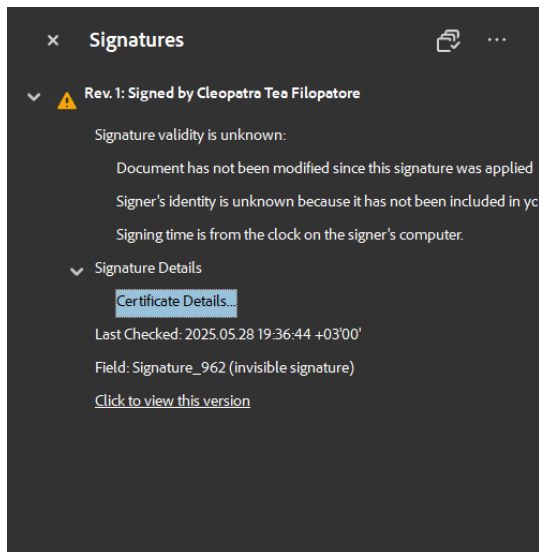 Signatures
Rev. 1: Signed by Cleopatra Tea Filopatore
Signature validity is unknown:
Document has not been modified since this signature was applied
Signer's identity is unknown because it has not been included in yc
Signing time is from the clock on the signer's computer.
Signature Details
Certificate Details...
Last Checked: 2025.05.28 19:36:44 +03'00'
Field: Signature_962 (invisible signature)
Click to view this version